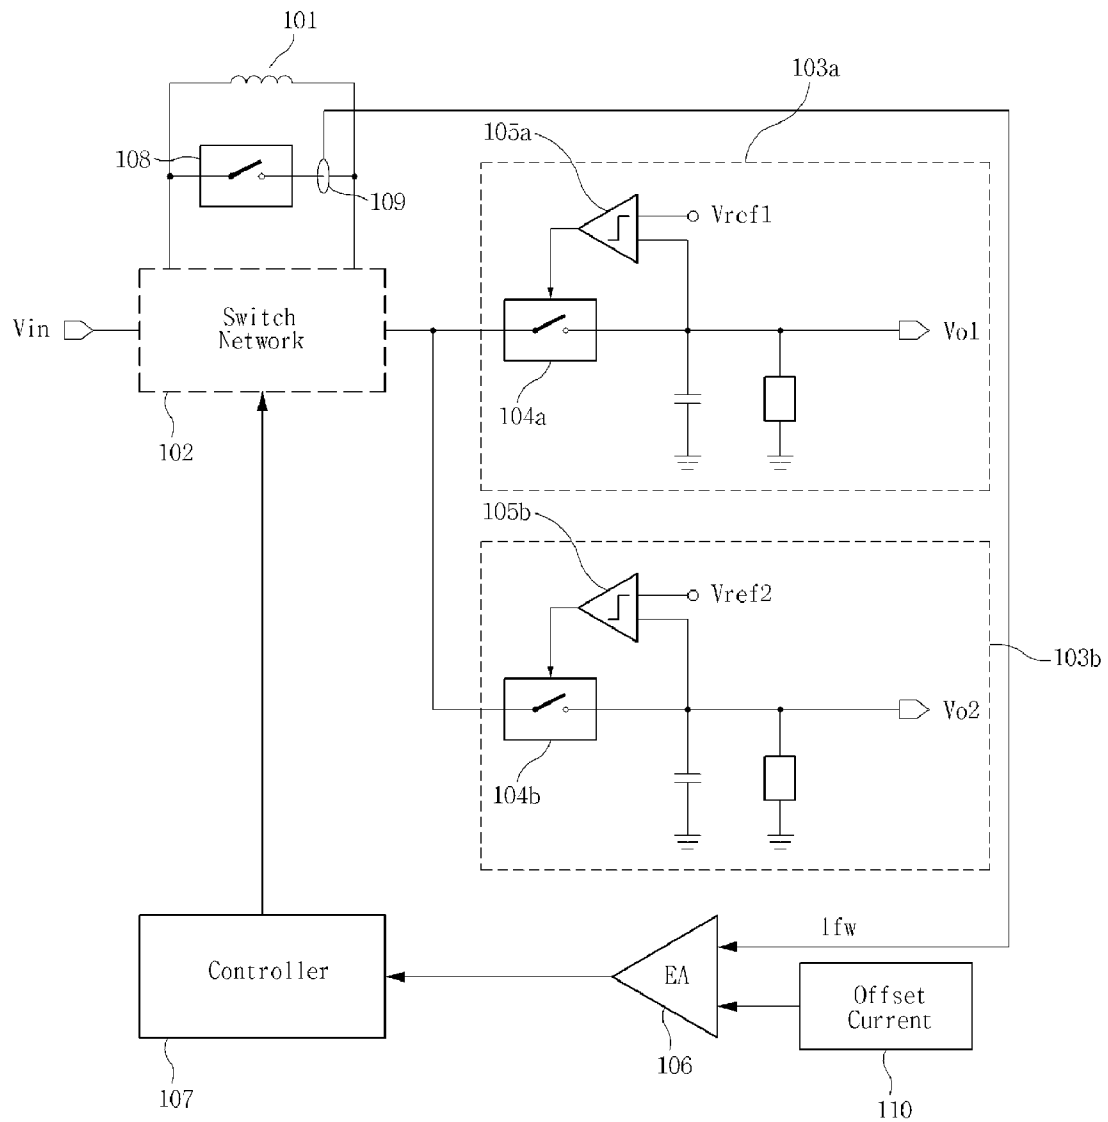 101
103a
105a
108
109
Vref1
Vin
Switch
Network
Vo1
104a
102
105b
Vref2
103b
Vo2
104b
Ifw
Controller
EA
Offset
Current
106
107
110